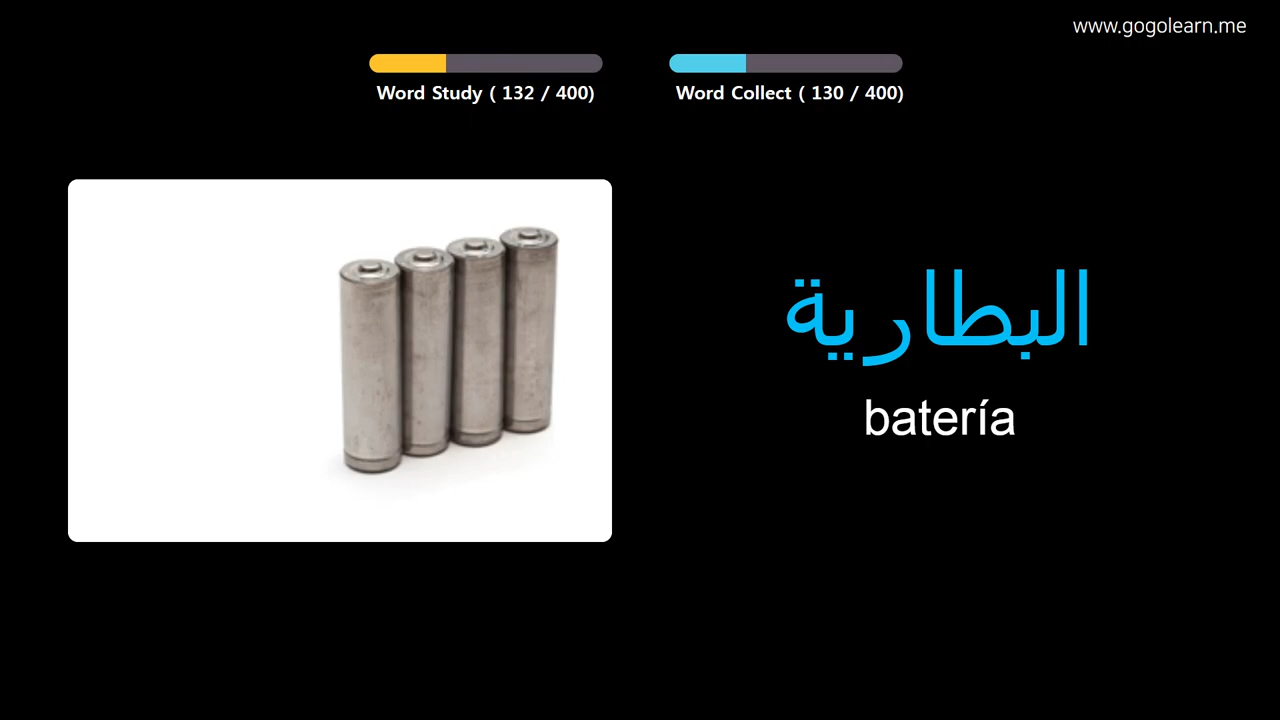 www.gogolearn.me
Word Study ( 132 / 400)
Word Collect ( 130 / 400)
البطارية
batería